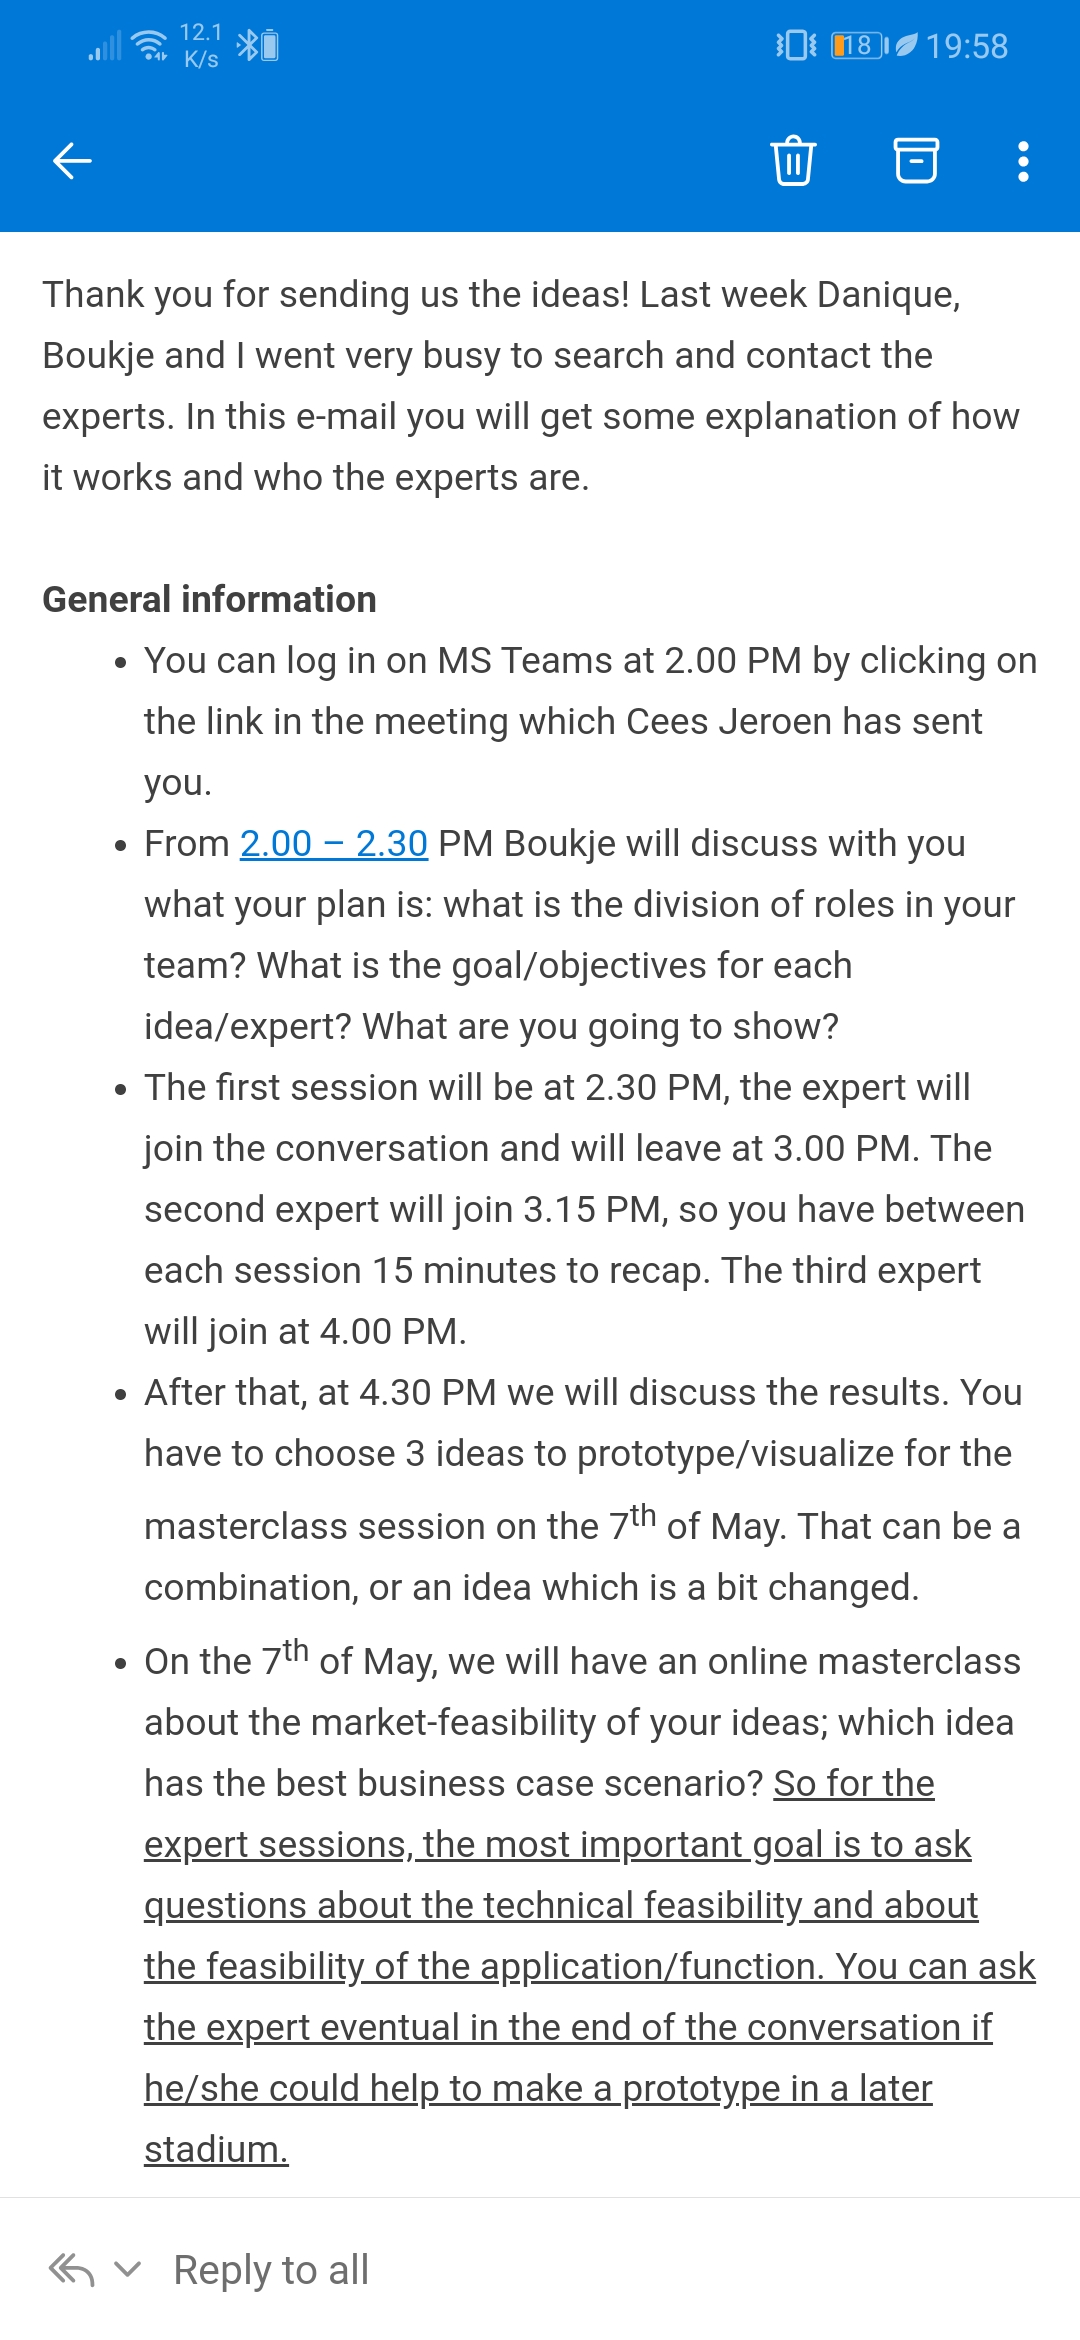 12.1
K/s
18
19:58
Thank you for sending us the ideas! Last week Danique,
Boukje and I went very busy to search and contact the
experts. In this e-mail you will get some explanation of how
it works and who the experts are.
General information
• You can log in on MS Teams at 2.00 PM by clicking on
the link in the meeting which Cees Jeroen has sent
you.
• From 2.00 – 2.30 PM Boukje will discuss with you
what your plan is: what is the division of roles in your
team? What is the goal/objectives for each
idea/expert? What are you going to show?
• The first session will be at 2.30 PM, the expert will
join the conversation and will leave at 3.00 PM. The
second expert will join 3.15 PM, so you have between
each session 15 minutes to recap. The third expert
will join at 4.00 PM.
• After that, at 4.30 PM we will discuss the results. You
have to choose 3 ideas to prototype/visualize for the
masterclass session on the 7th of May. That can be a
combination, or an idea which is a bit changed.
• On the 7th of May, we will have an online masterclass
about the market-feasibility of your ideas; which idea
has the best business case scenario? So for the
expert sessions, the most important goal is to ask
questions about the technical feasibility and about
the feasibility of the application/function. You can ask
the expert eventual in the end of the conversation if
he/she could help to make a prototype in a later
stadium.
Reply to all